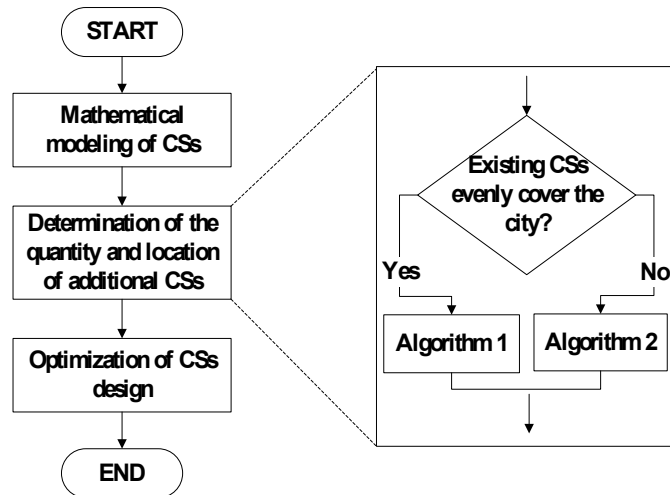 START
Mathematical
modeling of CSs
Determination of the
quantity and location
of additional CSs
Optimization of CSs
design
END
Existing CSs
evenly cover the
city?
Yes
No
Algorithm 1
Algorithm 2